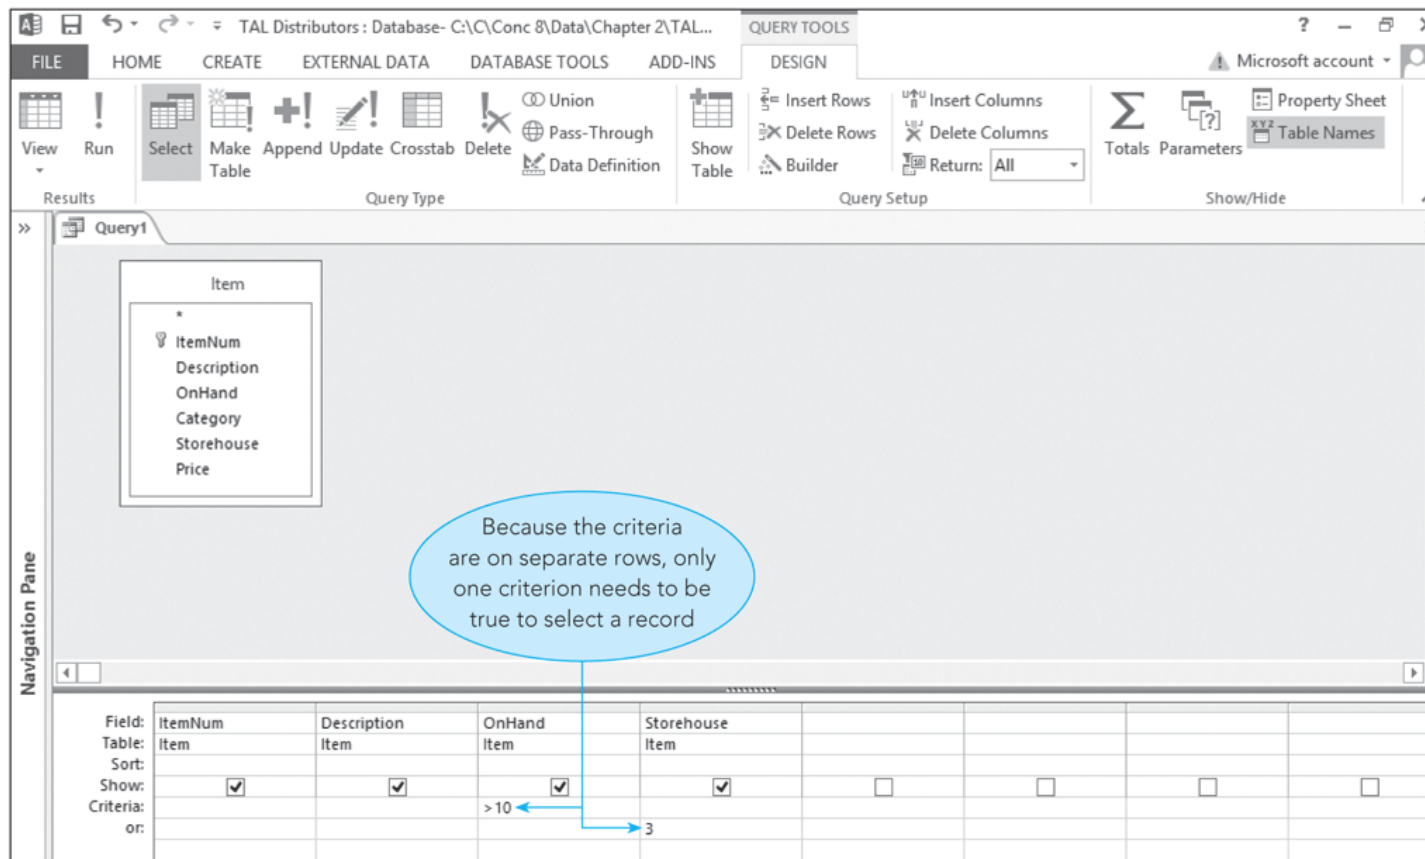 TAL Distributors : Database- C:\C\Conc 8\Data\Chapter 2\TAL... QUERY TOOLS ?
FILE HOME CREATE EXTERNAL DATA DATABASE TOOLS ADD-INS DESIGN Microsoft account
View Run Select Make Table Append Update Crosstab Delete Union Pass-Through Data Definition Show Table Insert Rows Delete Rows Builder Insert Columns Delete Columns Return: All Totals Parameters Property Sheet Table Names
Results Query Type Query Setup Show/Hide
» Query1
Item
*
ItemNum
Description
OnHand
Category
Storehouse
Price
Because the criteria
are on separate rows, only
one criterion needs to be
true to select a record
Navigation Pane
Field: ItemNum Description OnHand Storehouse
Table: Item Item Item Item
Sort:
Show:
Criteria: >10
or: 3